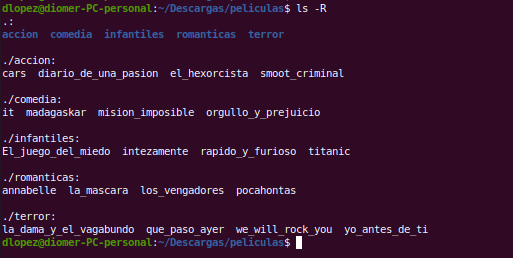 dlopez@diomer-PC-personal:~/Descargas/peliculas$ ls -R
.:
accion  comedia  infantiles  romanticas  terror

./accion:
cars  diario_de_una_pasion  el_hexorcista  smoot_criminal

./comedia:
it  madagaskar  mision_imposible  orgullo_y_prejuicio

./infantiles:
El_juego_del_miedo  intezamente  rapido_y_furioso  titanic

./romanticas:
annabelle  la_mascara  los_vengadores  pocahontas

./terror:
la_dama_y_el_vagabundo  que_paso_ayer  we_will_rock_you  yo_antes_de_ti
dlopez@diomer-PC-personal:~/Descargas/peliculas$